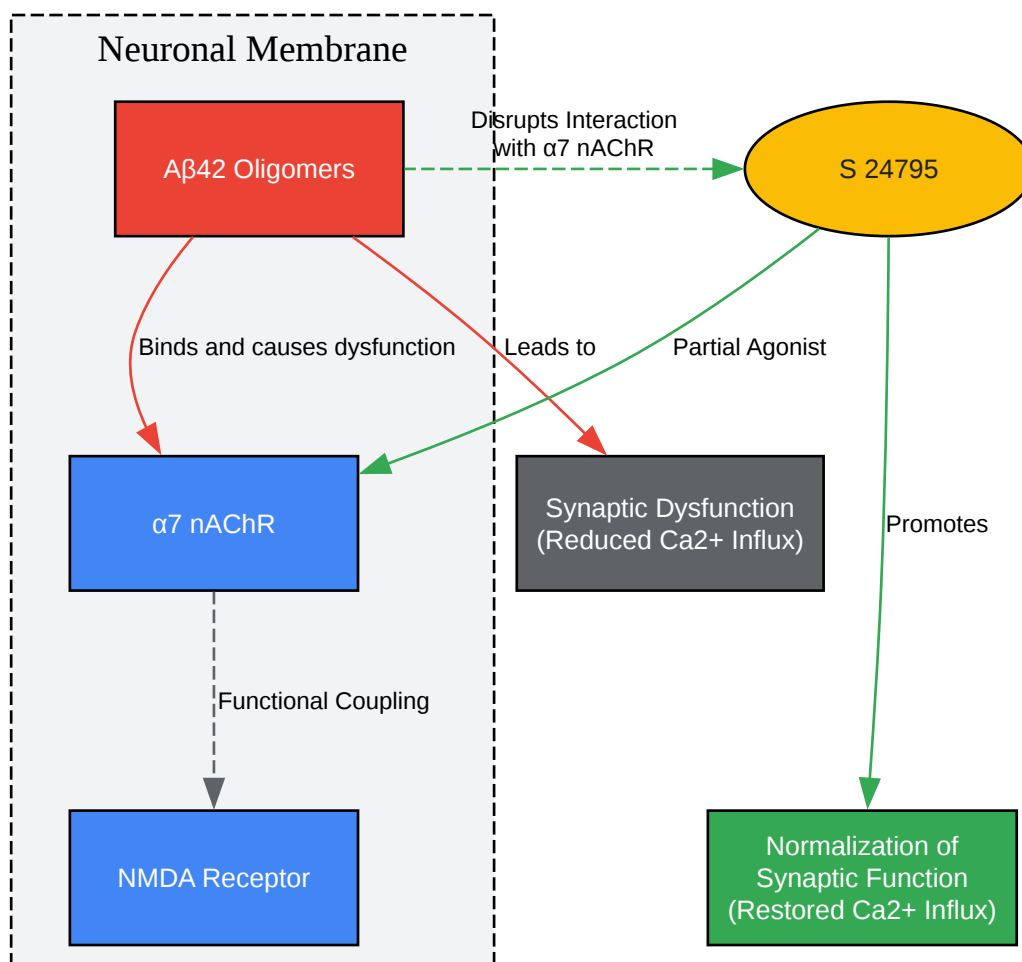 Neuronal Membrane
Aβ42 Oligomers
Disrupts Interaction
with α7 nAChR
S 24795
Binds and causes dysfunction
Leads to
Partial Agonist
α7 nAChR
Synaptic Dysfunction
(Reduced Ca2+ Influx)
Promotes
Functional Coupling
NMDA Receptor
Normalization of
Synaptic Function
(Restored Ca2+ Influx)